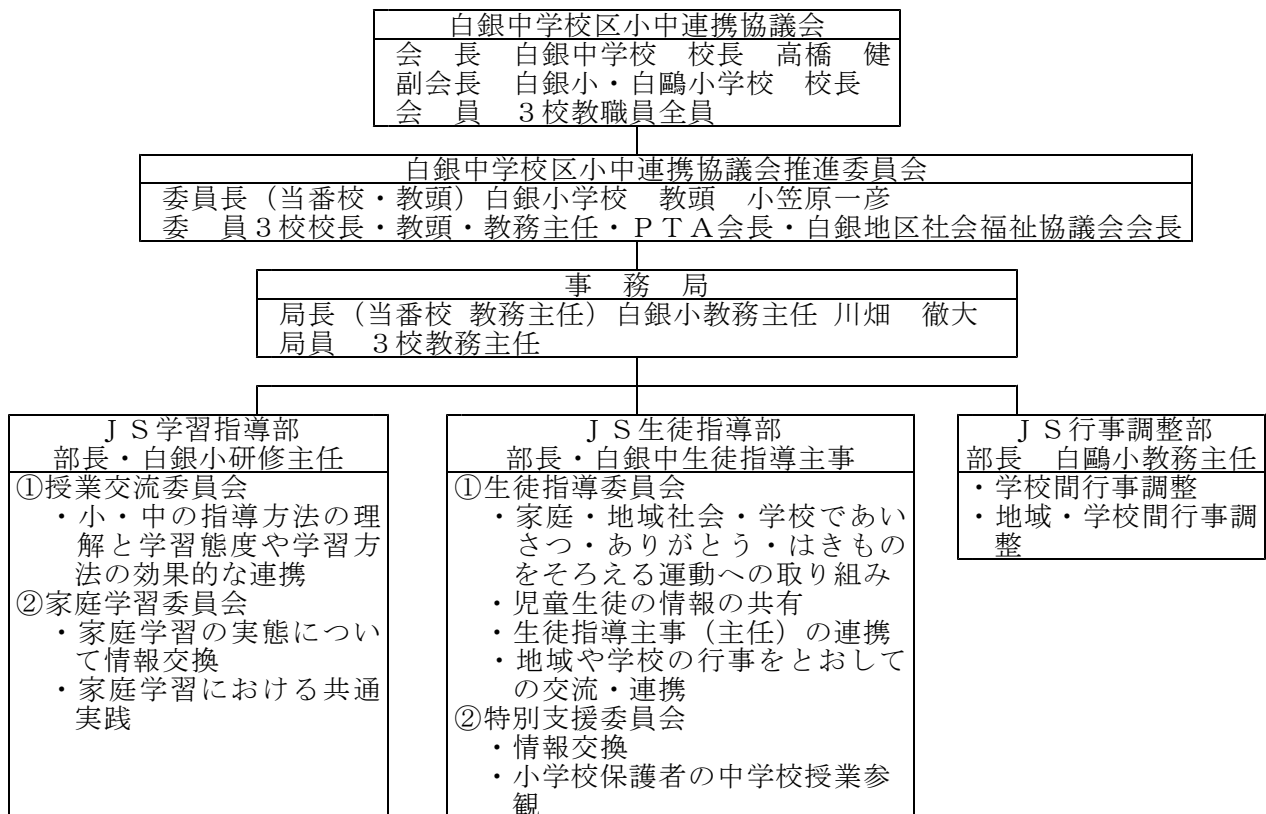 白銀中学校区小中連携協議会
会　長　白銀中学校　校長　高橋　健
副会長　白銀小・白鷗小学校　校長
会　員　３校教職員全員
白銀中学校区小中連携協議会推進委員会
委員長（当番校・教頭）白銀小学校　教頭　小笠原一彦
委　員３校校長・教頭・教務主任・ＰＴＡ会長・白銀地区社会福祉協議会会長
事　務　局
局長（当番校 教務主任）白銀小教務主任 川畑　徹大
局員　３校教務主任
ＪＳ学習指導部
部長・白銀小研修主任
①授業交流委員会
・小・中の指導方法の理
解と学習態度や学習方
法の効果的な連携
②家庭学習委員会
・家庭学習の実態につい
て情報交換
・家庭学習における共通
実践
ＪＳ生徒指導部
部長・白銀中生徒指導主事
①生徒指導委員会
・家庭・地域社会・学校であい
さつ・ありがとう・はきもの
をそろえる運動への取り組み
・児童生徒の情報の共有
・生徒指導主事（主任）の連携
・地域や学校の行事をとおして
の交流・連携
②特別支援委員会
・情報交換
・小学校保護者の中学校授業参
観
ＪＳ行事調整部
部長　白鷗小教務主任
・学校間行事調整
・地域・学校間行事調
整